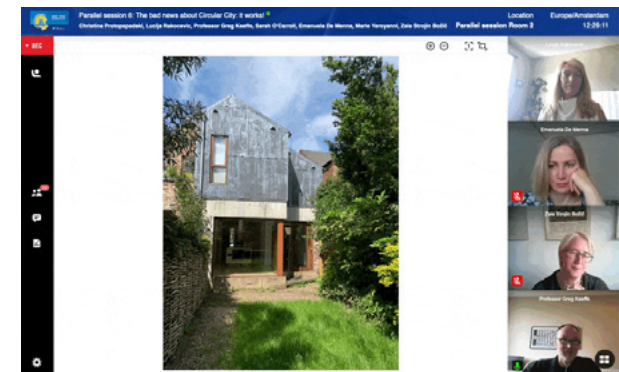 Parallel session 6: The bad news about Circular City: it works!
Christina Protopapadaki, Lucija Rakocevic, Professor Greg Keeffe, Sarah O'Carroll, Emanuela De Menna, Marie Yeroyanni, Zala Strojin Božič
Location
Parallel session Room 2
Europe/Amsterdam
12:26:11
REC
Emanuela De Menna
Zala Strojin Božič
Professor Greg Keeffe